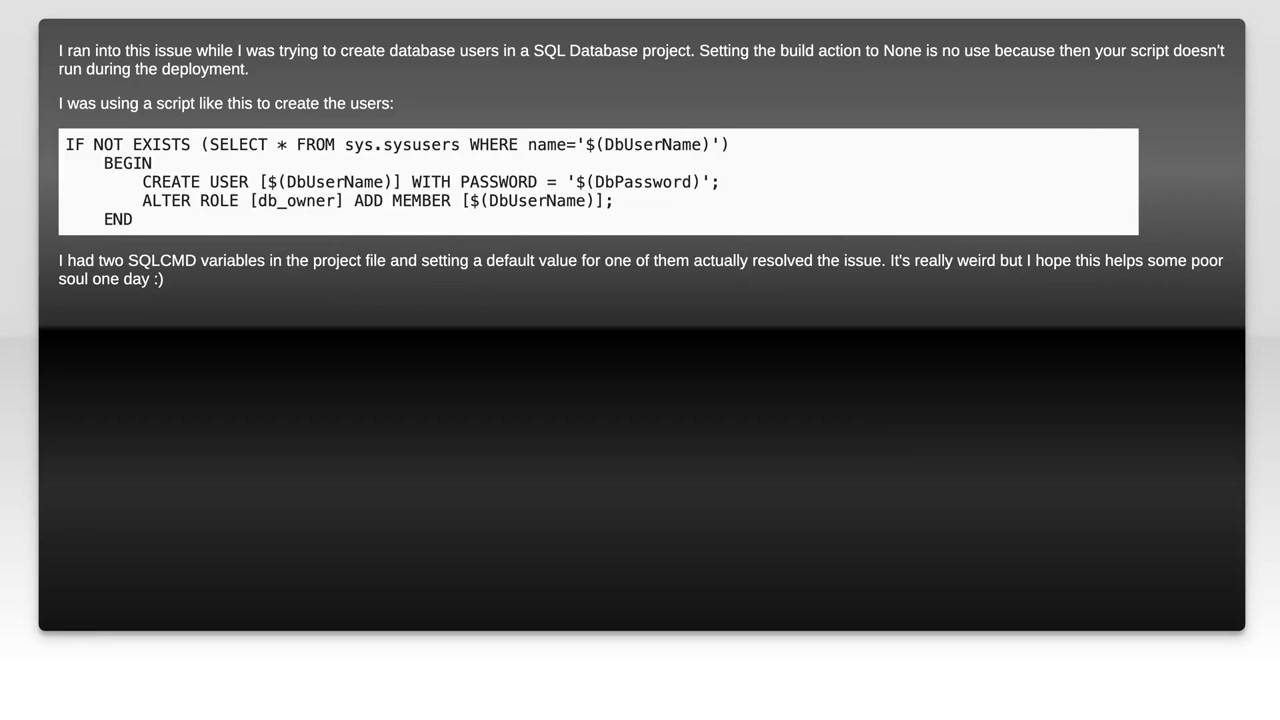 I ran into this issue while I was trying to create database users in a SQL Database project. Setting the build action to None is no use because then your script doesn't
run during the deployment.
I was using a script like this to create the users:
IF NOT EXISTS (SELECT * FROM sys.sysusers WHERE name='$(DbUserName)')
    BEGIN
        CREATE USER [$(DbUserName)] WITH PASSWORD = '$(DbPassword)';
        ALTER ROLE [db_owner] ADD MEMBER [$(DbUserName)];
    END
I had two SQLCMD variables in the project file and setting a default value for one of them actually resolved the issue. It's really weird but I hope this helps some poor
soul one day :)